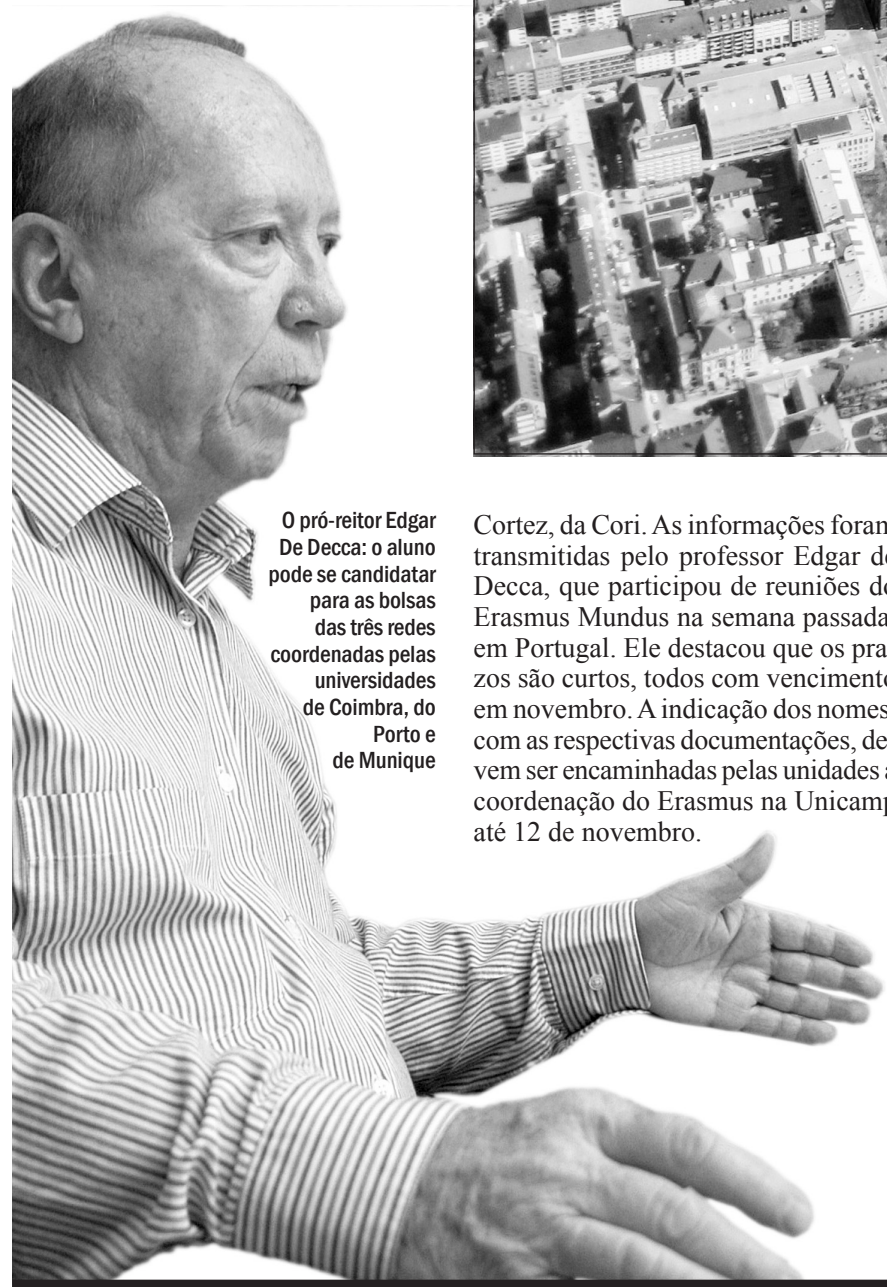 O pró-reitor Edgar
De Decca: o aluno
pode se candidatar
para as bolsas
das três redes
coordenadas pelas
universidades
de Coimbra, do
Porto e
de Munique
Cortez, da Cori. As informações foram
transmitidas pelo professor Edgar de
Decca, que participou de reuniões do
Erasmus Mundus na semana passada,
em Portugal. Ele destacou que os pra-
zos são curtos, todos com vencimento
em novembro. A indicação dos nomes,
com as respectivas documentações, de-
vem ser encaminhadas pelas unidades à
coordenação do Erasmus na Unicamp
até 12 de novembro.